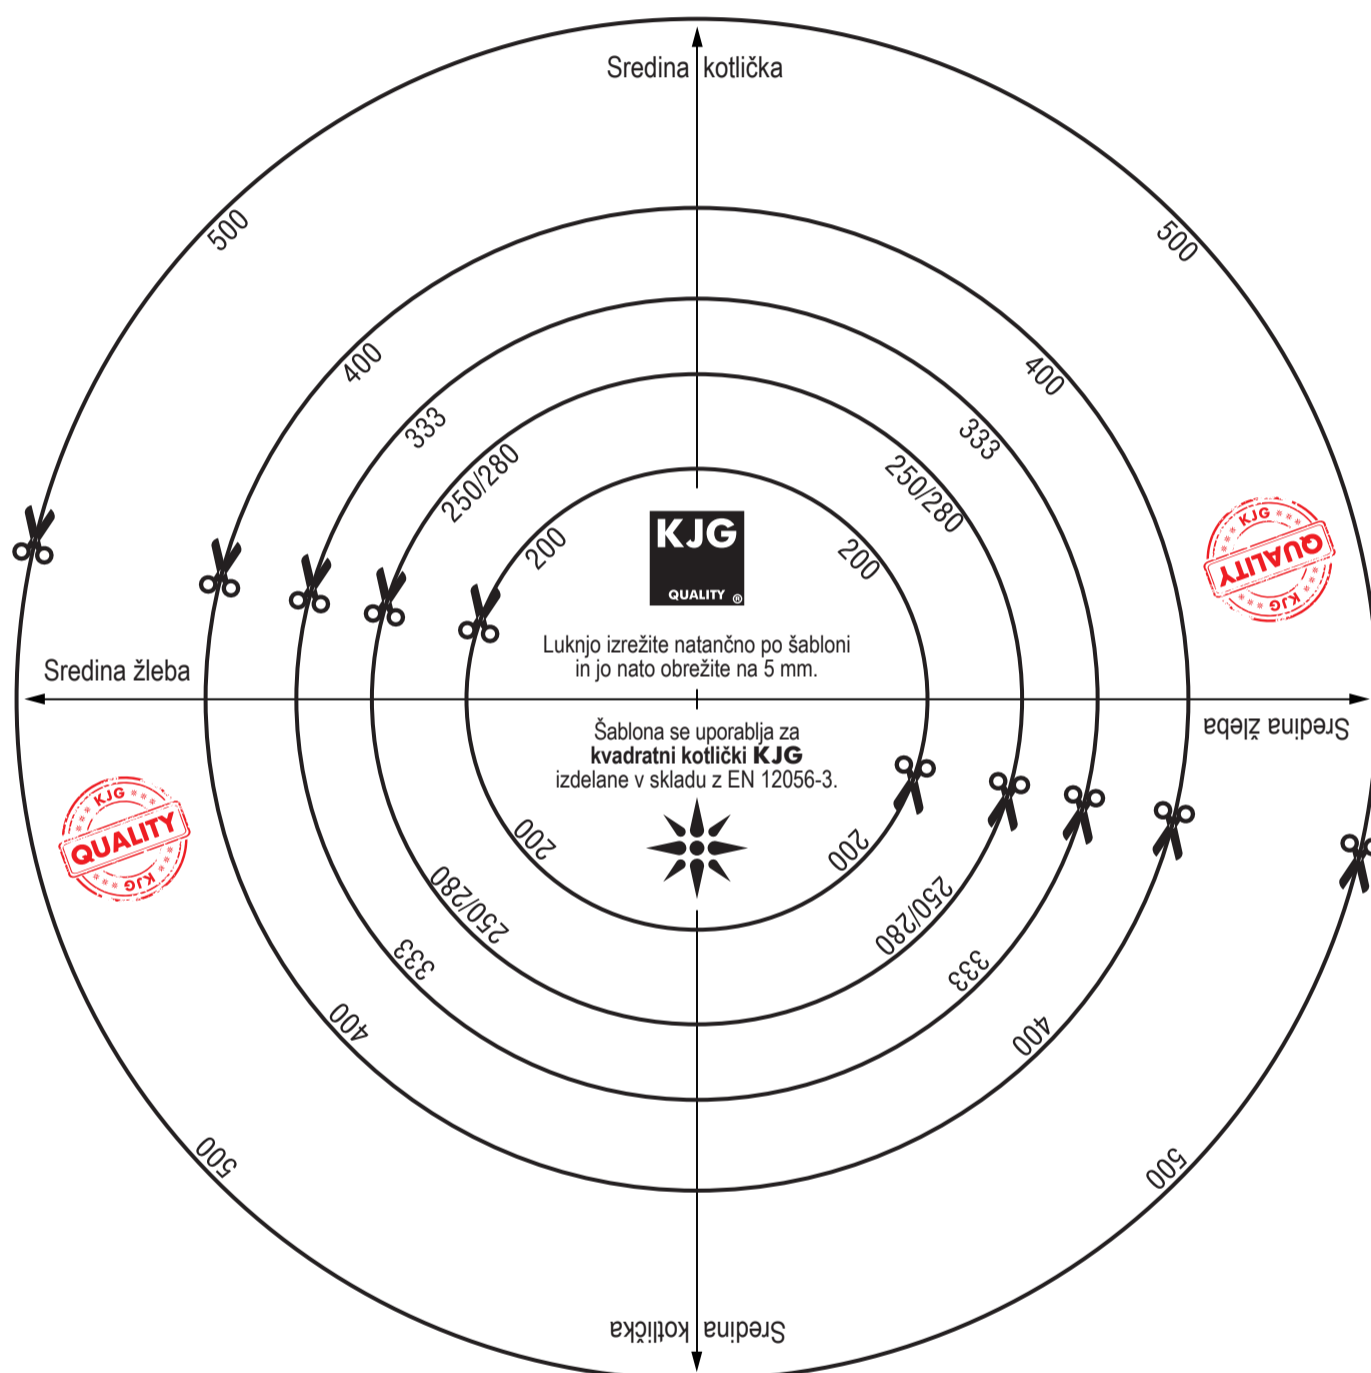 Sredina kotlička
500
500
400
400
333
333
250/280
250/280
200
200
KJG
QUALITY ®
KJG
QUALITY
KJG
Luknjo izrežite natančno po šabloni
in jo nato obrežite na 5 mm.
Sredina žleba
Sredina žleba
Šablona se uporablja za
kvadratni kotlički KJG
izdelane v skladu z EN 12056-3.
KJG
QUALITY
KJG
200
200
250/280
250/280
333
333
400
400
500
500
Sredina kotlička